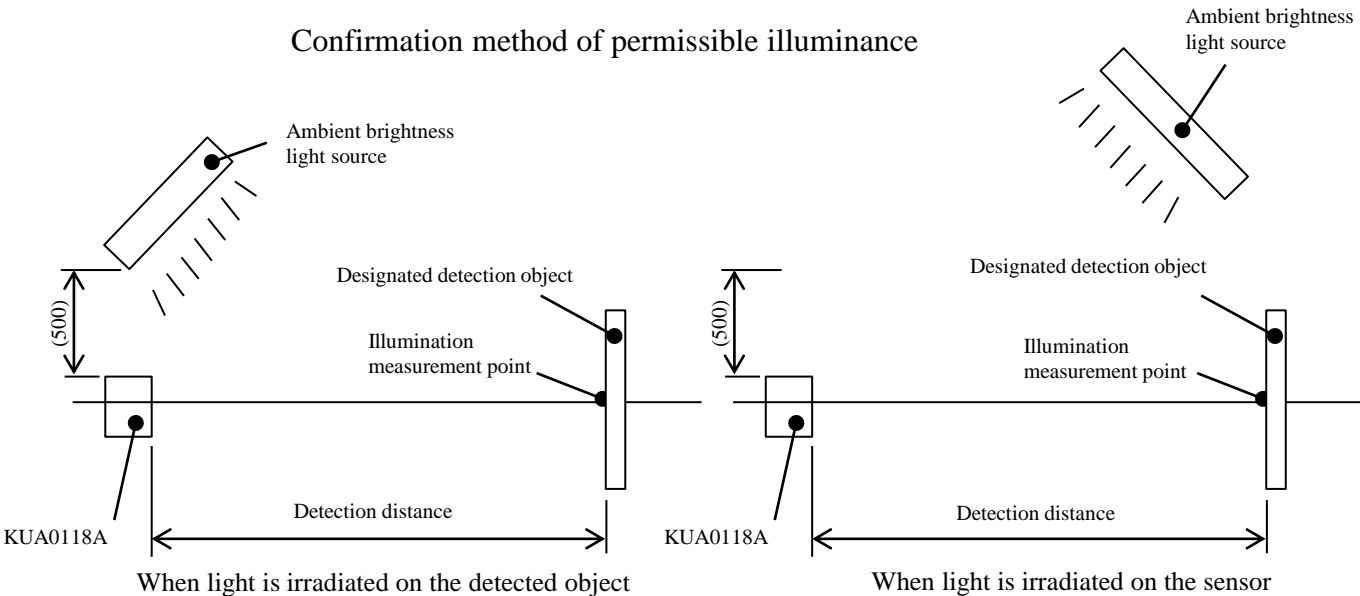 Confirmation method of permissible illuminance
Ambient brightness
light source
(500)
Designated detection object
Illumination
measurement point
KUA0118A
Detection distance
When light is irradiated on the detected object
Ambient brightness
light source
(500)
Designated detection object
Illumination
measurement point
KUA0118A
Detection distance
When light is irradiated on the sensor